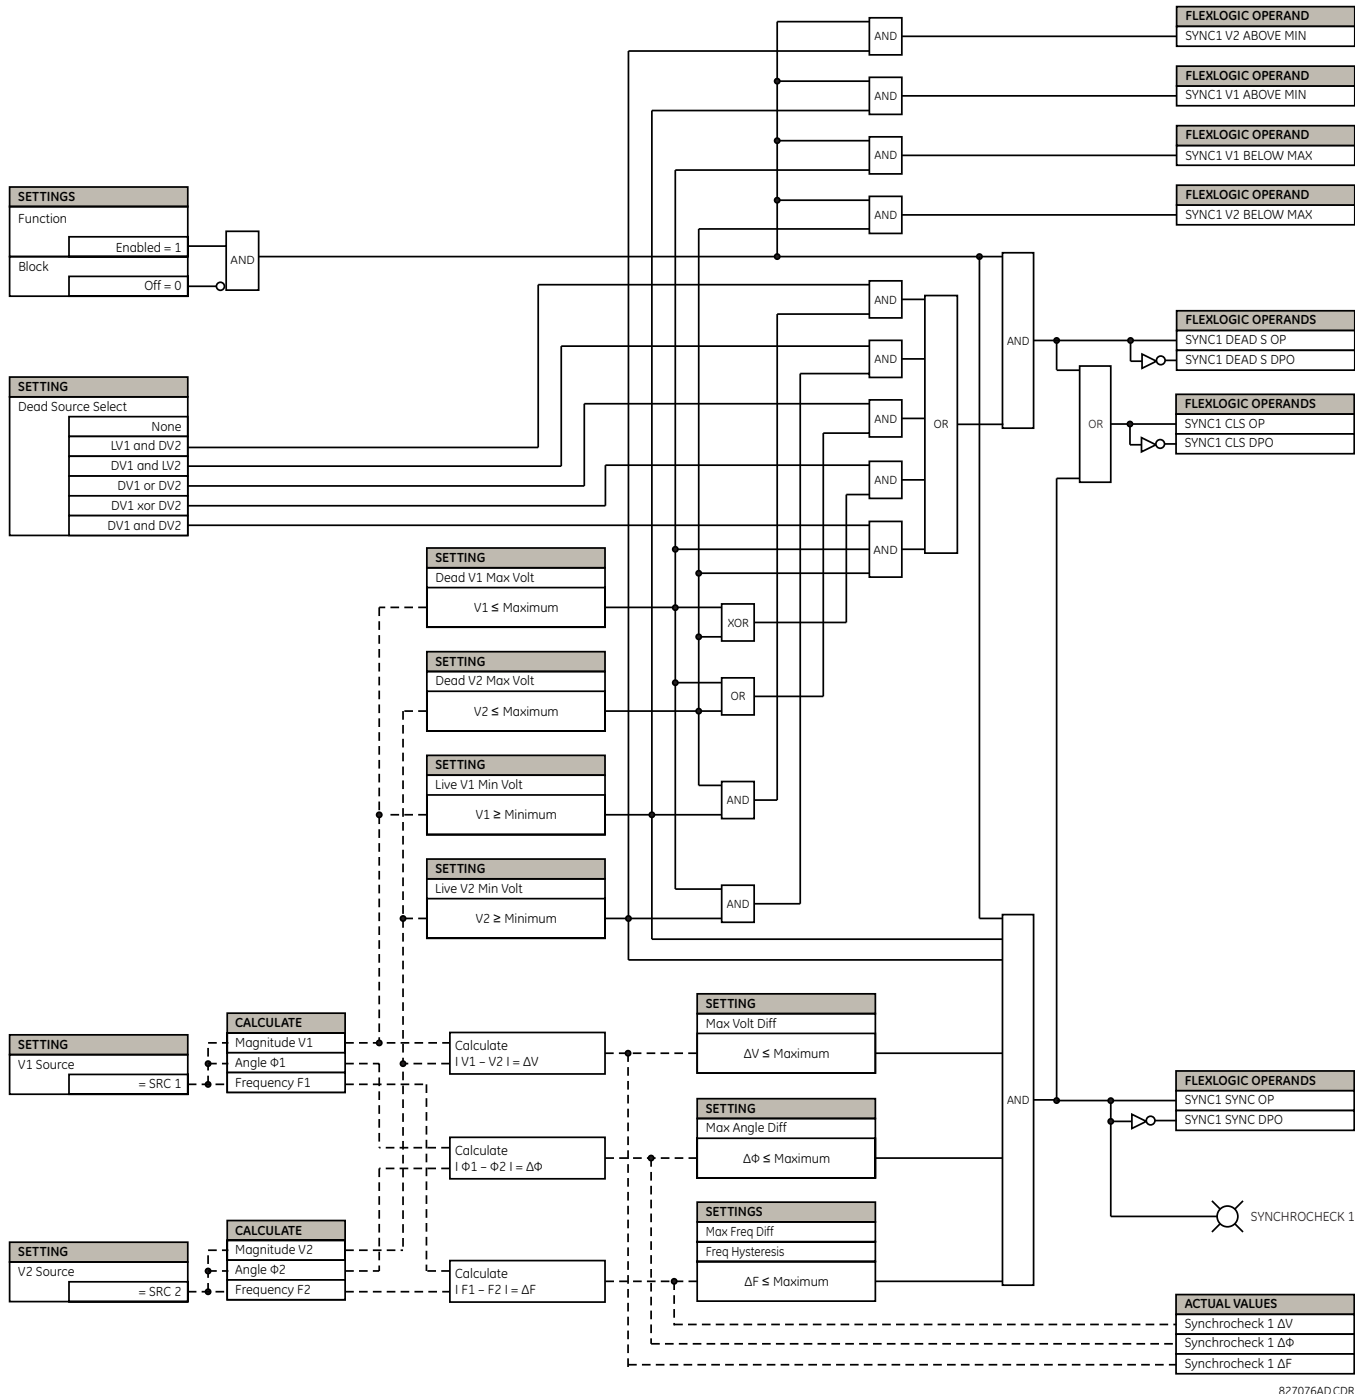 FLEXLOGIC OPERAND
SYNC1 V2 ABOVE MIN
FLEXLOGIC OPERAND
SYNC1 V1 ABOVE MIN
FLEXLOGIC OPERAND
SYNC1 V1 BELOW MAX
FLEXLOGIC OPERAND
SYNC1 V2 BELOW MAX
AND
AND
AND
AND
SETTINGS
Function
Enabled = 1
Block
Off = 0
AND
SETTING
Dead Source Select
None
LV1 and DV2
DV1 and LV2
DV1 or DV2
DV1 xor DV2
DV1 and DV2
AND
AND
AND
AND
AND
OR
AND
OR
FLEXLOGIC OPERANDS
SYNC1 DEAD S OP
SYNC1 DEAD S DPO
FLEXLOGIC OPERANDS
SYNC1 CLS OP
SYNC1 CLS DPO
SETTING
Dead V1 Max Volt
V1 ≤ Maximum
XOR
SETTING
Dead V2 Max Volt
V2 ≤ Maximum
OR
SETTING
Live V1 Min Volt
V1 ≥ Minimum
AND
SETTING
Live V2 Min Volt
V2 ≥ Minimum
AND
SETTING
V1 Source
= SRC 1
CALCULATE
Magnitude V1
Angle Φ1
Frequency F1
Calculate
I V1 – V2 I = ΔV
SETTING
Max Volt Diff
ΔV ≤ Maximum
Calculate
I Φ1 – Φ2 I = ΔΦ
SETTING
Max Angle Diff
ΔΦ ≤ Maximum
AND
FLEXLOGIC OPERANDS
SYNC1 SYNC OP
SYNC1 SYNC DPO
SYNCHROCHECK 1
SETTING
V2 Source
= SRC 2
CALCULATE
Magnitude V2
Angle Φ2
Frequency F2
Calculate
I F1 – F2 I = ΔF
SETTINGS
Max Freq Diff
Freq Hysteresis
ΔF ≤ Maximum
ACTUAL VALUES
Synchrocheck 1 ΔV
Synchrocheck 1 ΔΦ
Synchrocheck 1 ΔF
827076AD.CDR